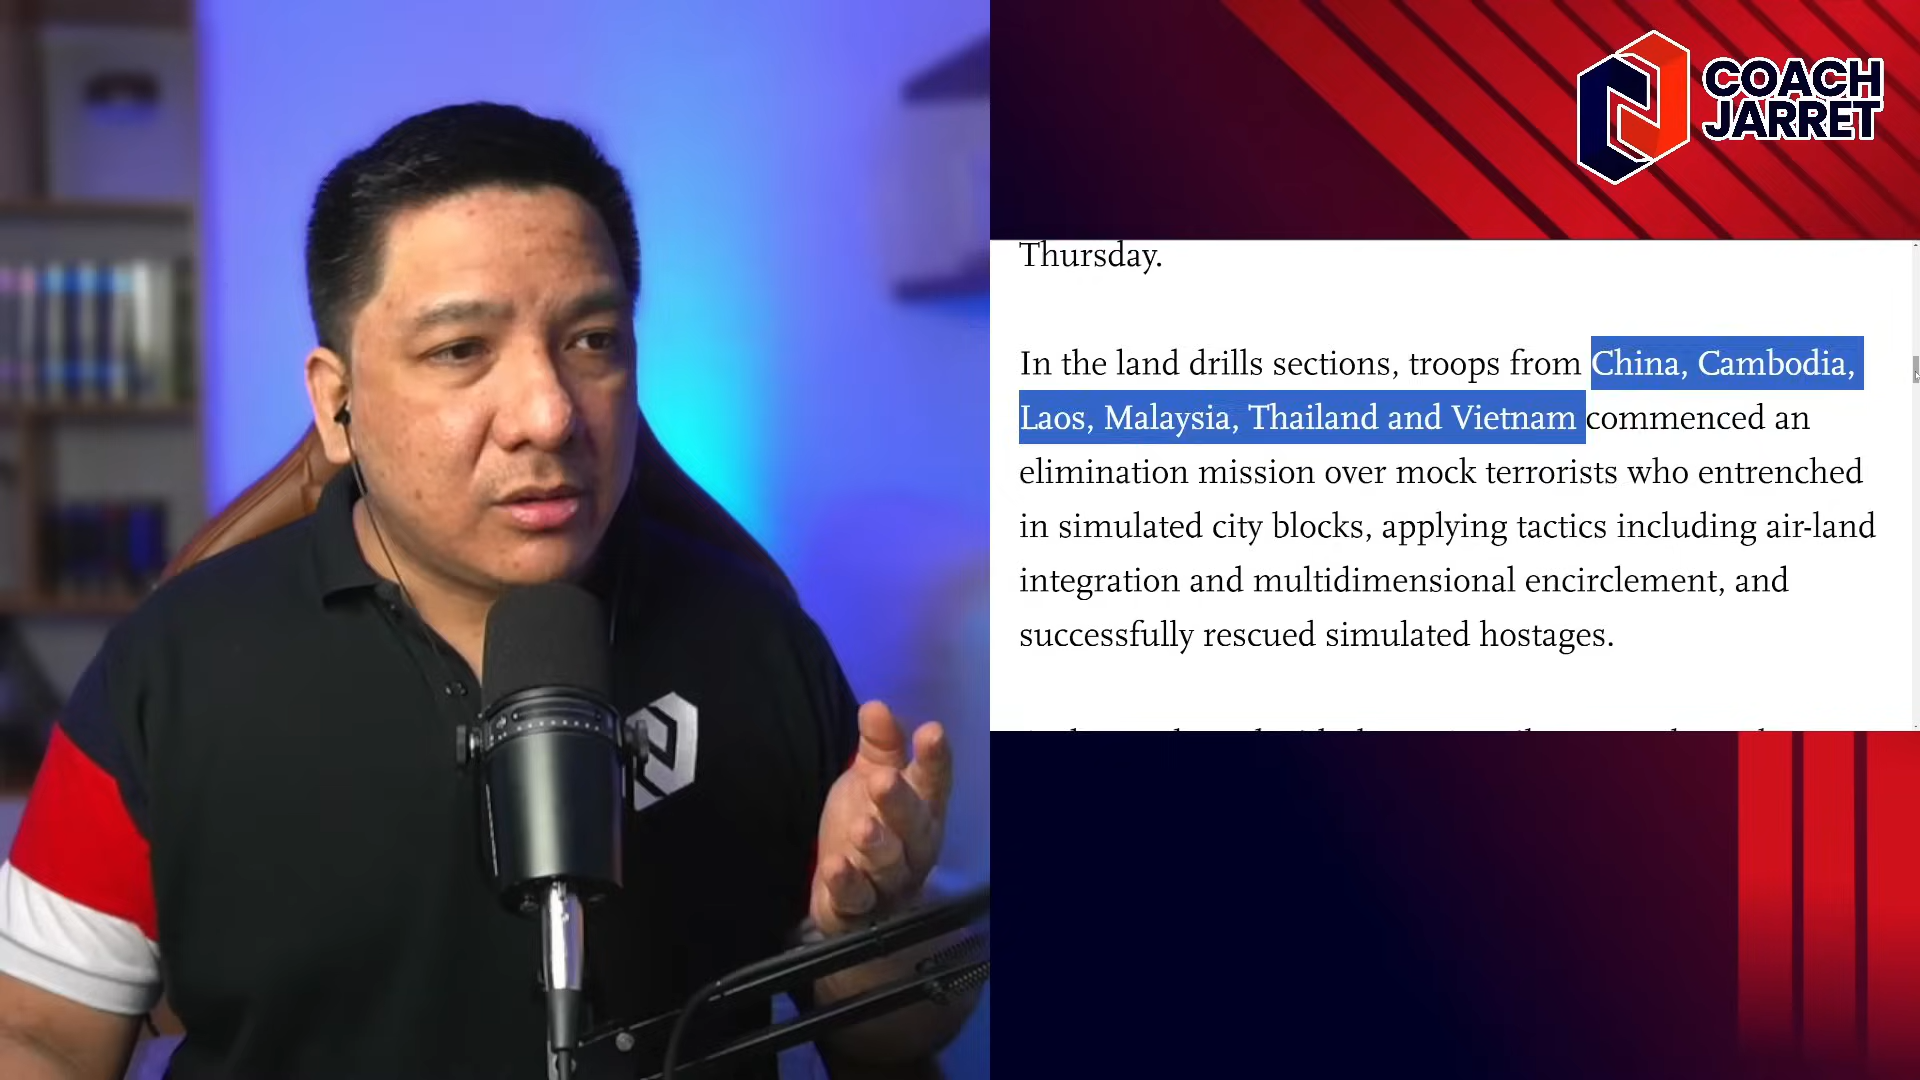 COACH
JARRET
Thursday.
In the land drills sections, troops from China, Cambodia,
Laos, Malaysia, Thailand and Vietnam commenced an
elimination mission over mock terrorists who entrenched
in simulated city blocks, applying tactics including air-land
integration and multidimensional encirclement, and
successfully rescued simulated hostages.